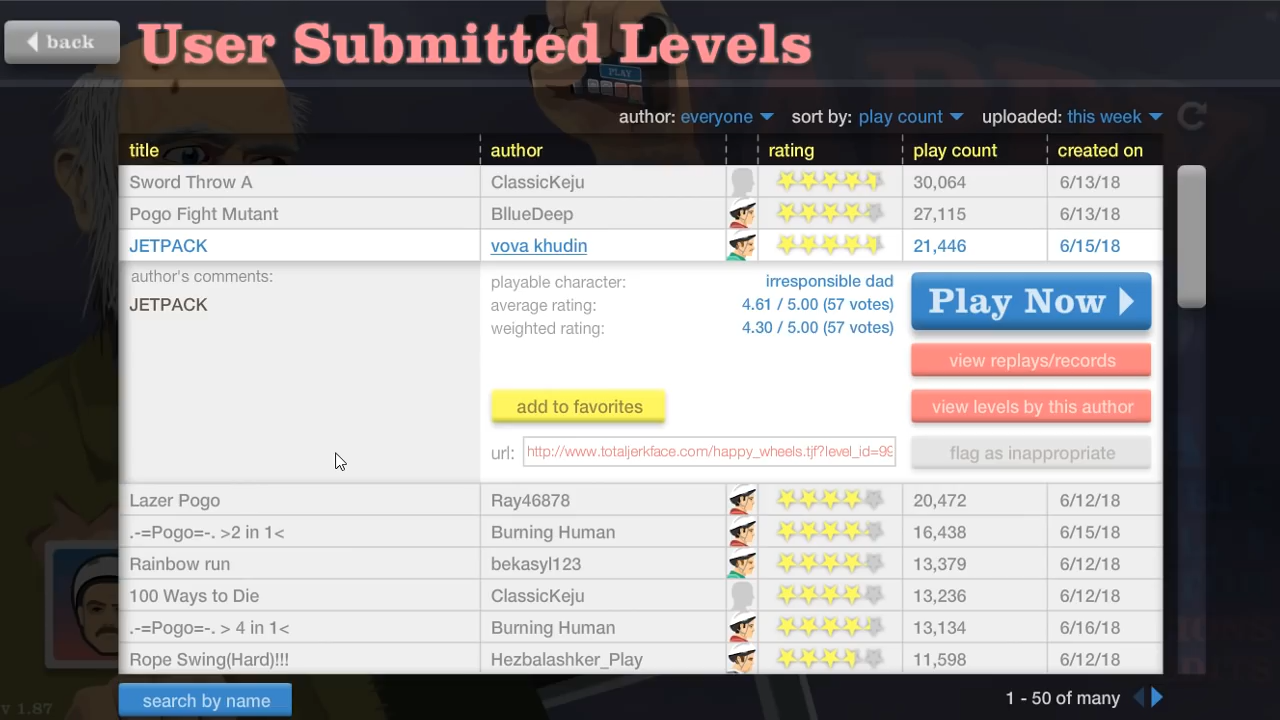 back
User Submitted Levels
PLAY
author: everyone sort by: play count uploaded: this week
title author rating play count created on
Sword Throw A ClassicKeju 30,064 6/13/18
Pogo Fight Mutant BllueDeep 27,115 6/13/18
JETPACK vova khudin 21,446 6/15/18
author's comments:
JETPACK
playable character: irresponsible dad
average rating: 4.61 / 5.00 (57 votes)
weighted rating: 4.30 / 5.00 (57 votes)
add to favorites
url: http://www.totaljerkface.com/happy_wheels.tjf?level_id=99
Play Now
view replays/records
view levels by this author
flag as inappropriate
Lazer Pogo Ray46878 20,472 6/12/18
.-=Pogo=-. >2 in 1< Burning Human 16,438 6/15/18
Rainbow run bekasyl123 13,379 6/12/18
100 Ways to Die ClassicKeju 13,236 6/12/18
.-=Pogo=-. > 4 in 1< Burning Human 13,134 6/16/18
Rope Swing(Hard)!!! Hezbalashker_Play 11,598 6/12/18
search by name
1 - 50 of many
v 1.87